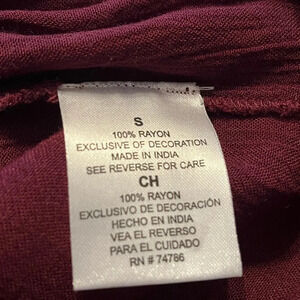 S
100% RAYON
EXCLUSIVE OF DECORATION
MADE IN INDIA
SEE REVERSE FOR CARE
CH
100% RAYON
EXCLUSIVO DE DECORACIÓN
HECHO EN INDIA
VEA EL REVERSO
PARA EL CUIDADO
RN # 74786